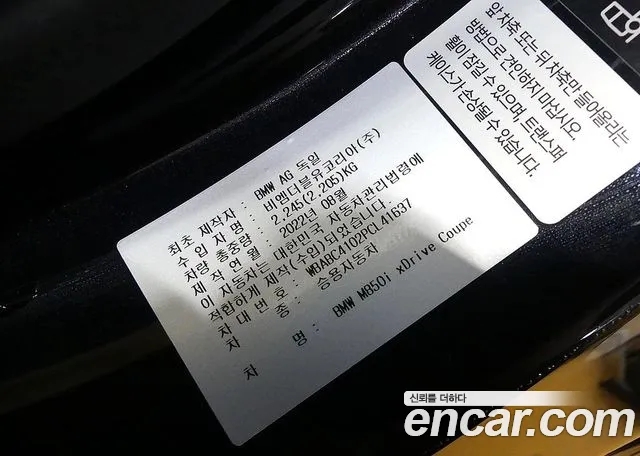 최초 제작자 : BMW AG 독일
수 입 자 명 : 비엠더블유코리아(주)
차량 총중량 : 2,245(2,205)KG
제 작 연 월 : 2022년 08월
이 자동차는 대한민국 자동차관리법령에
적합하게 제작(수입)되었습니다.
차 대 번 호 : WBABC4102PCL41637
차 종 : 승용자동차
차 명 : BMW M850i xDrive Coupe
앞 차축 또는 뒤 차축만 들어올리는
방법으로 견인하지 마십시오.
휠이 잠길 수 있으며, 트랜스퍼
케이스가 손상될 수 있습니다.
신뢰를 더하다
encar.com